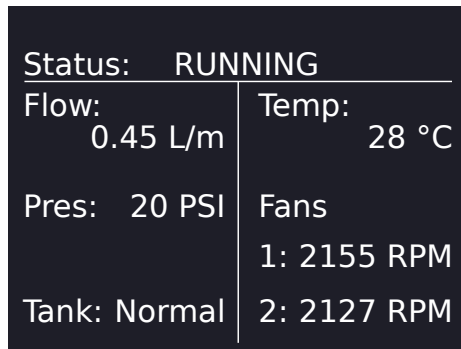 Status: RUNNING
Flow:
0.45 L/m
Pres: 20 PSI
Tank: Normal
Temp:
28 °C
Fans
1: 2155 RPM
2: 2127 RPM